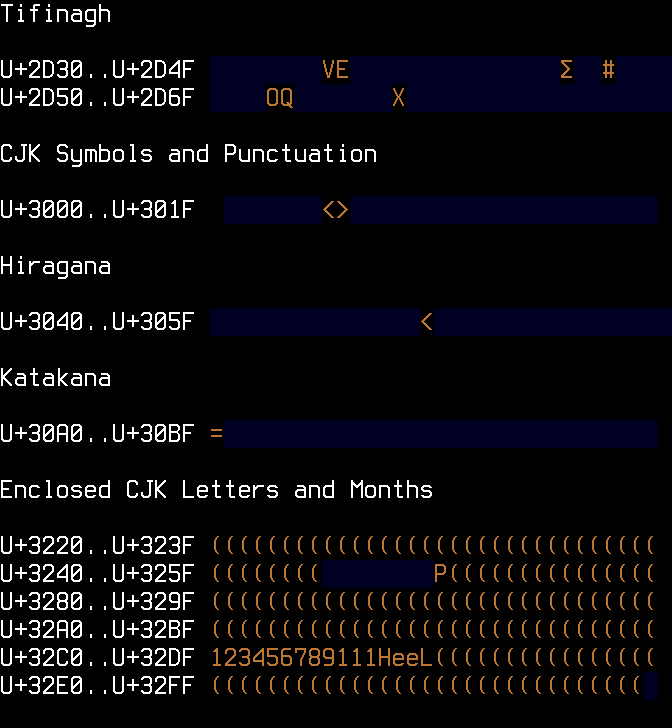 Tifinagh
U+2D30..U+2D4F VE Σ #
U+2D50..U+2D6F OQ X
CJK Symbols and Punctuation
U+3000..U+301F <>
Hiragana
U+3040..U+305F <
Katakana
U+30A0..U+30BF =
Enclosed CJK Letters and Months
U+3220..U+323F ((((((((((((((((((((((((((((((((
U+3240..U+325F (((((((( P(((((((((((((((
U+3280..U+329F ((((((((((((((((((((((((((((((((
U+32A0..U+32BF ((((((((((((((((((((((((((((((((
U+32C0..U+32DF 123456789111HeeL((((((((((((((((
U+32E0..U+32FF (((((((((((((((((((((((((((((((